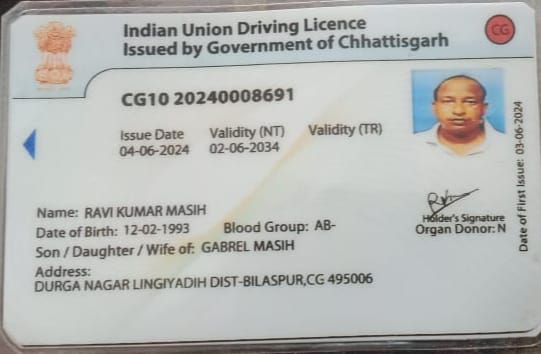 Indian Union Driving Licence
Issued by Government of Chhattisgarh
CG
CG10 20240008691
Issue Date Validity (NT) Validity (TR)
04-06-2024 02-06-2034
Date of First Issue: 03-06-2024
Holder's Signature
Name: RAVI KUMAR MASIH
Date of Birth: 12-02-1993 Blood Group: AB- Organ Donor: N
Son / Daughter / Wife of: GABREL MASIH
Address:
DURGA NAGAR LINGIYADIH DIST-BILASPUR,CG 495006